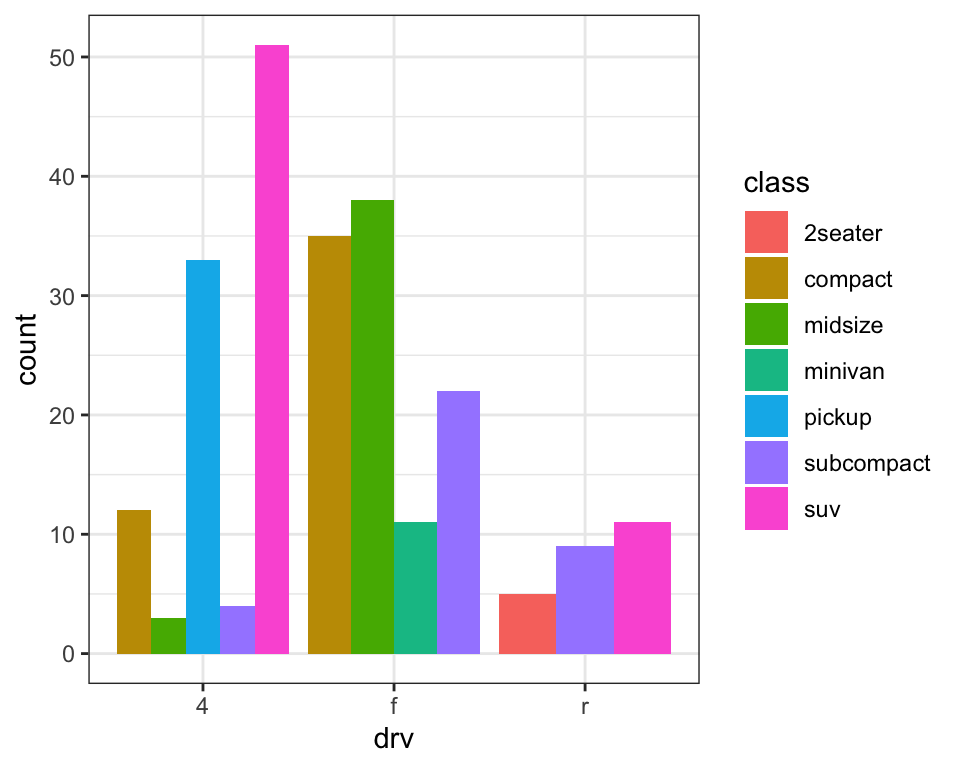 50
40
30
20
10
0
count
4 f r
drv
class
2seater
compact
midsize
minivan
pickup
subcompact
suv